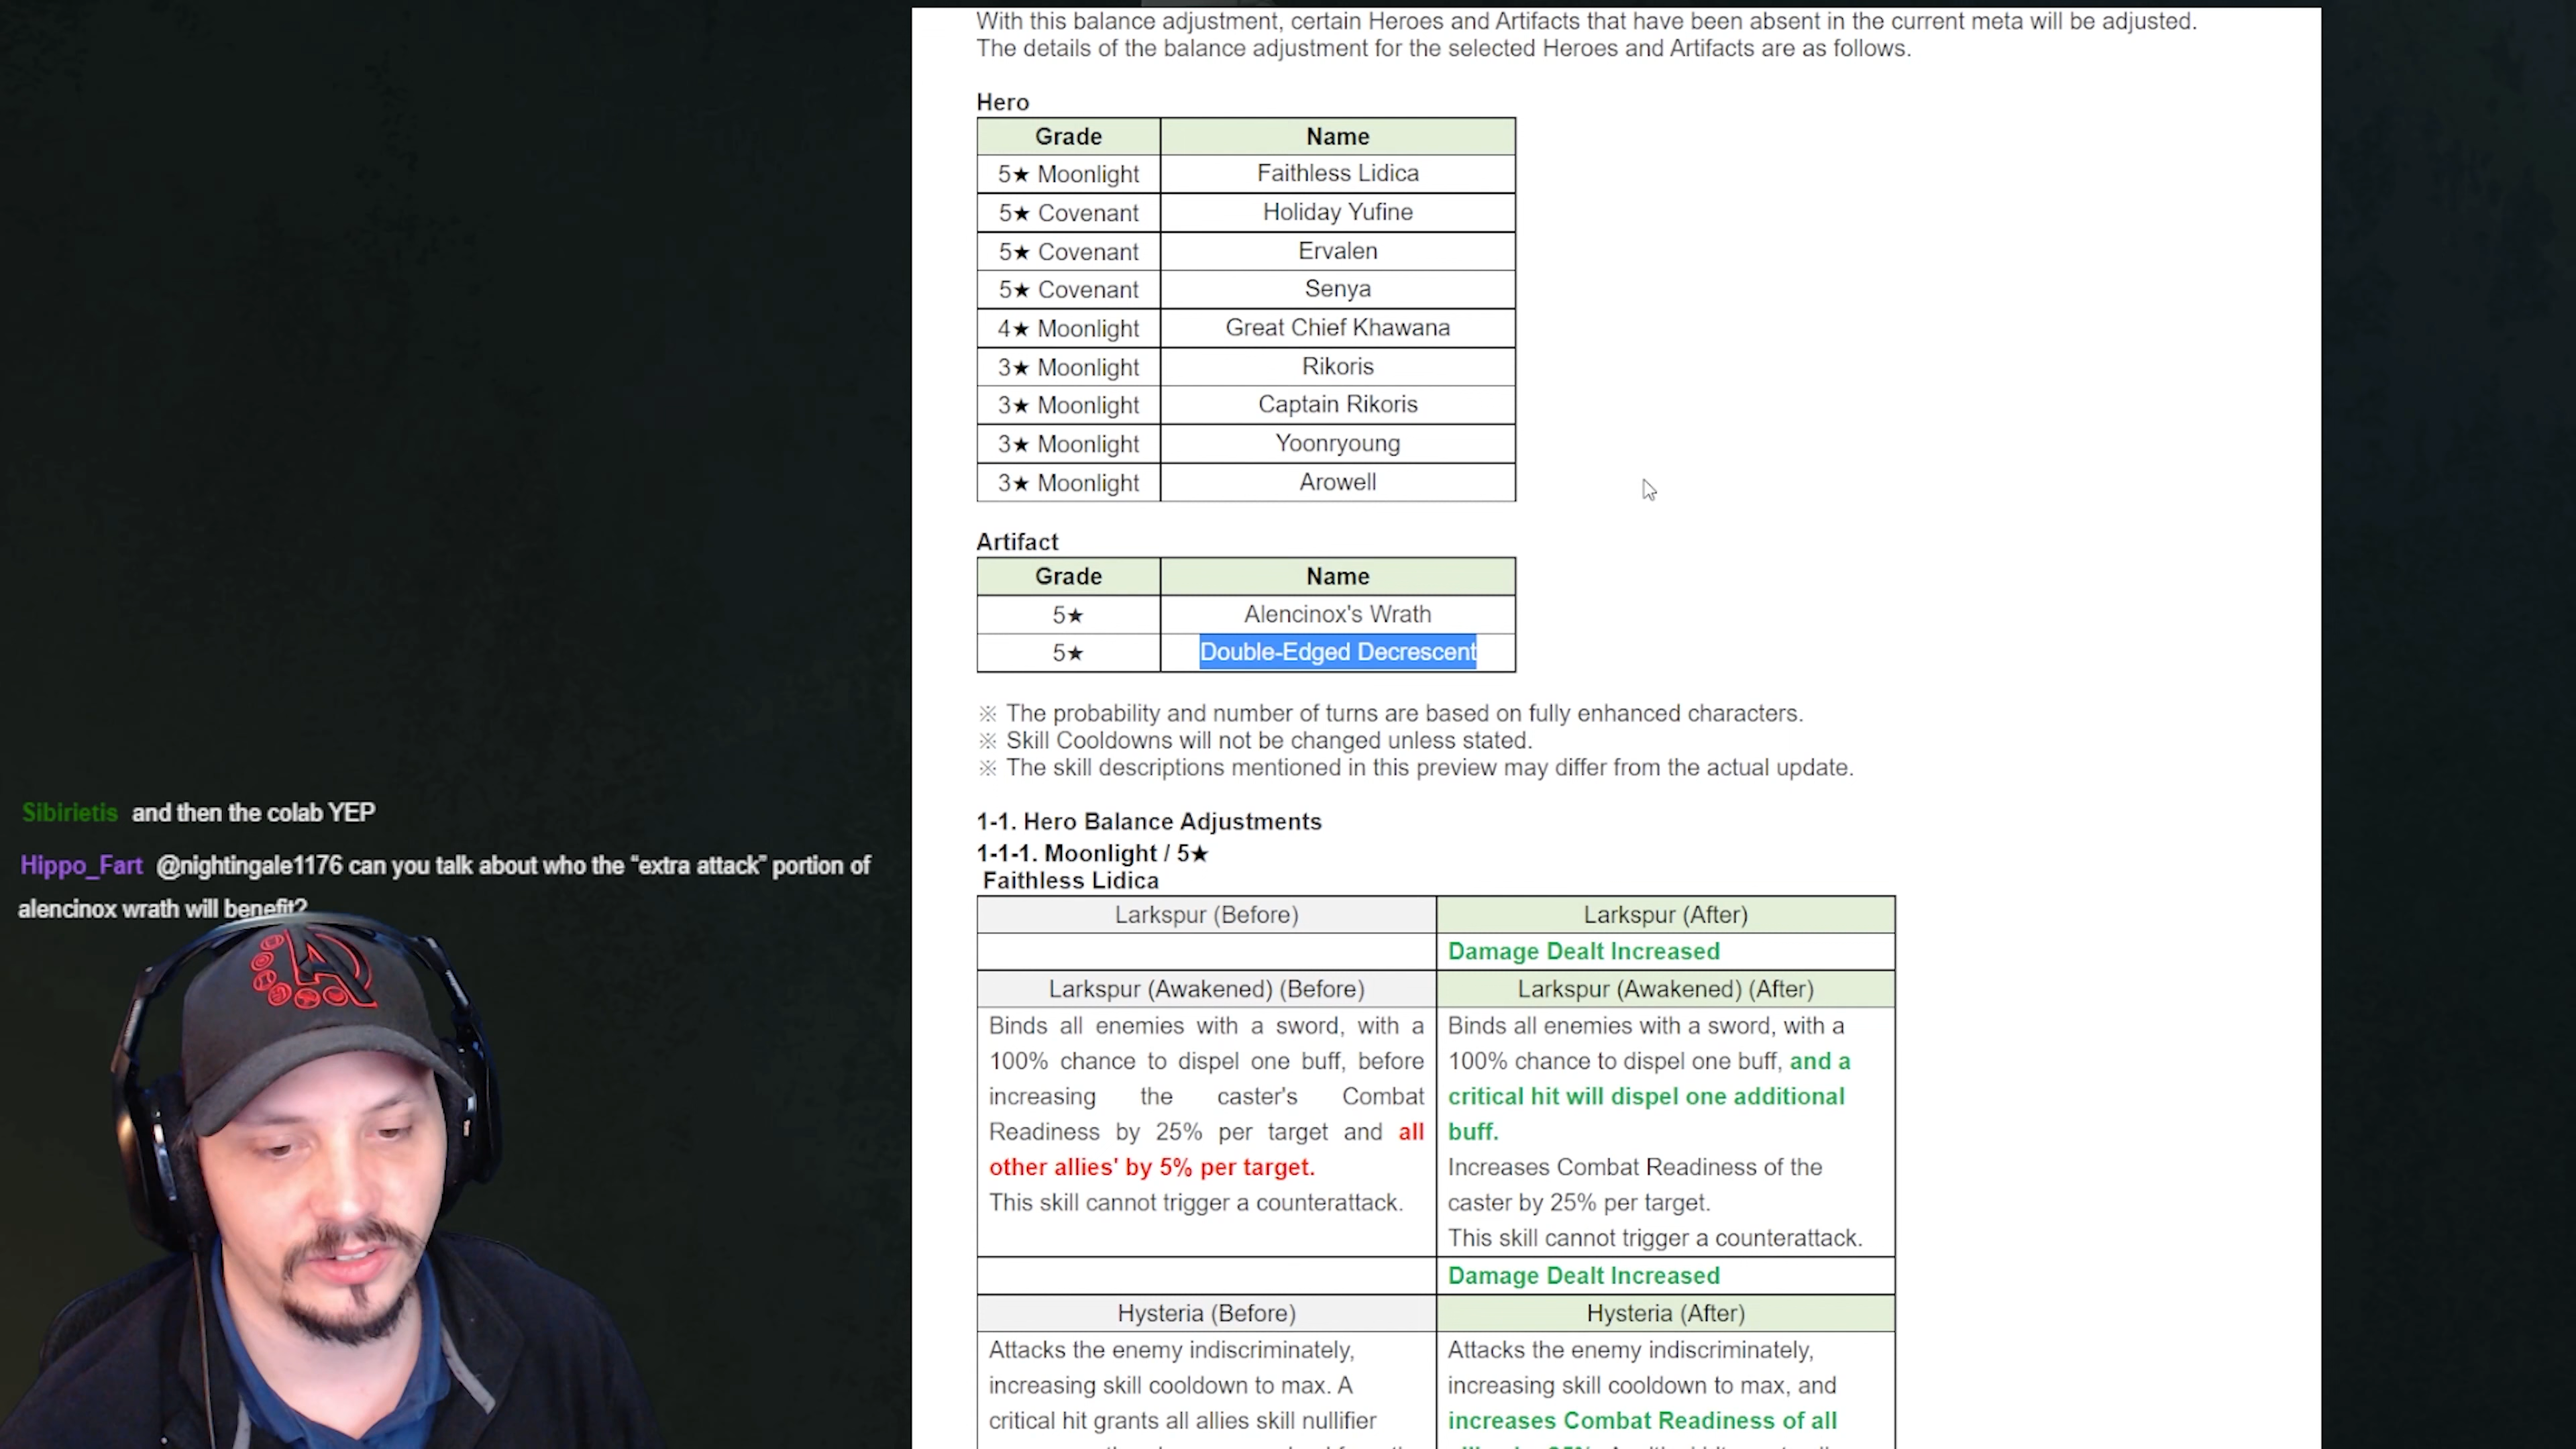 With this balance adjustment, certain Heroes and Artifacts that have been absent in the current meta will be adjusted.
The details of the balance adjustment for the selected Heroes and Artifacts are as follows.
Hero
Grade Name
5★ Moonlight Faithless Lidica
5★ Covenant Holiday Yufine
5★ Covenant Ervalen
5★ Covenant Senya
4★ Moonlight Great Chief Khawana
3★ Moonlight Rikoris
3★ Moonlight Captain Rikoris
3★ Moonlight Yoonryoung
3★ Moonlight Arowell
Artifact
Grade Name
5★ Alencinox's Wrath
5★ Double-Edged Decrescent
※ The probability and number of turns are based on fully enhanced characters.
※ Skill Cooldowns will not be changed unless stated.
※ The skill descriptions mentioned in this preview may differ from the actual update.
1-1. Hero Balance Adjustments
1-1-1. Moonlight / 5★
Faithless Lidica
Larkspur (Before) Larkspur (After)
Damage Dealt Increased
Larkspur (Awakened) (Before) Larkspur (Awakened) (After)
Binds all enemies with a sword, with a
100% chance to dispel one buff, before
increasing the caster's Combat
Readiness by 25% per target and all
other allies' by 5% per target.
This skill cannot trigger a counterattack.
Binds all enemies with a sword, with a
100% chance to dispel one buff, and a
critical hit will dispel one additional
buff.
Increases Combat Readiness of the
caster by 25% per target.
This skill cannot trigger a counterattack.
Damage Dealt Increased
Hysteria (Before) Hysteria (After)
Attacks the enemy indiscriminately,
increasing skill cooldown to max. A
critical hit grants all allies skill nullifier
Attacks the enemy indiscriminately,
increasing skill cooldown to max, and
increases Combat Readiness of all
Sibirietis and then the colab YEP
Hippo_Fart @nightingale1176 can you talk about who the “extra attack” portion of
alencinox wrath will benefit?